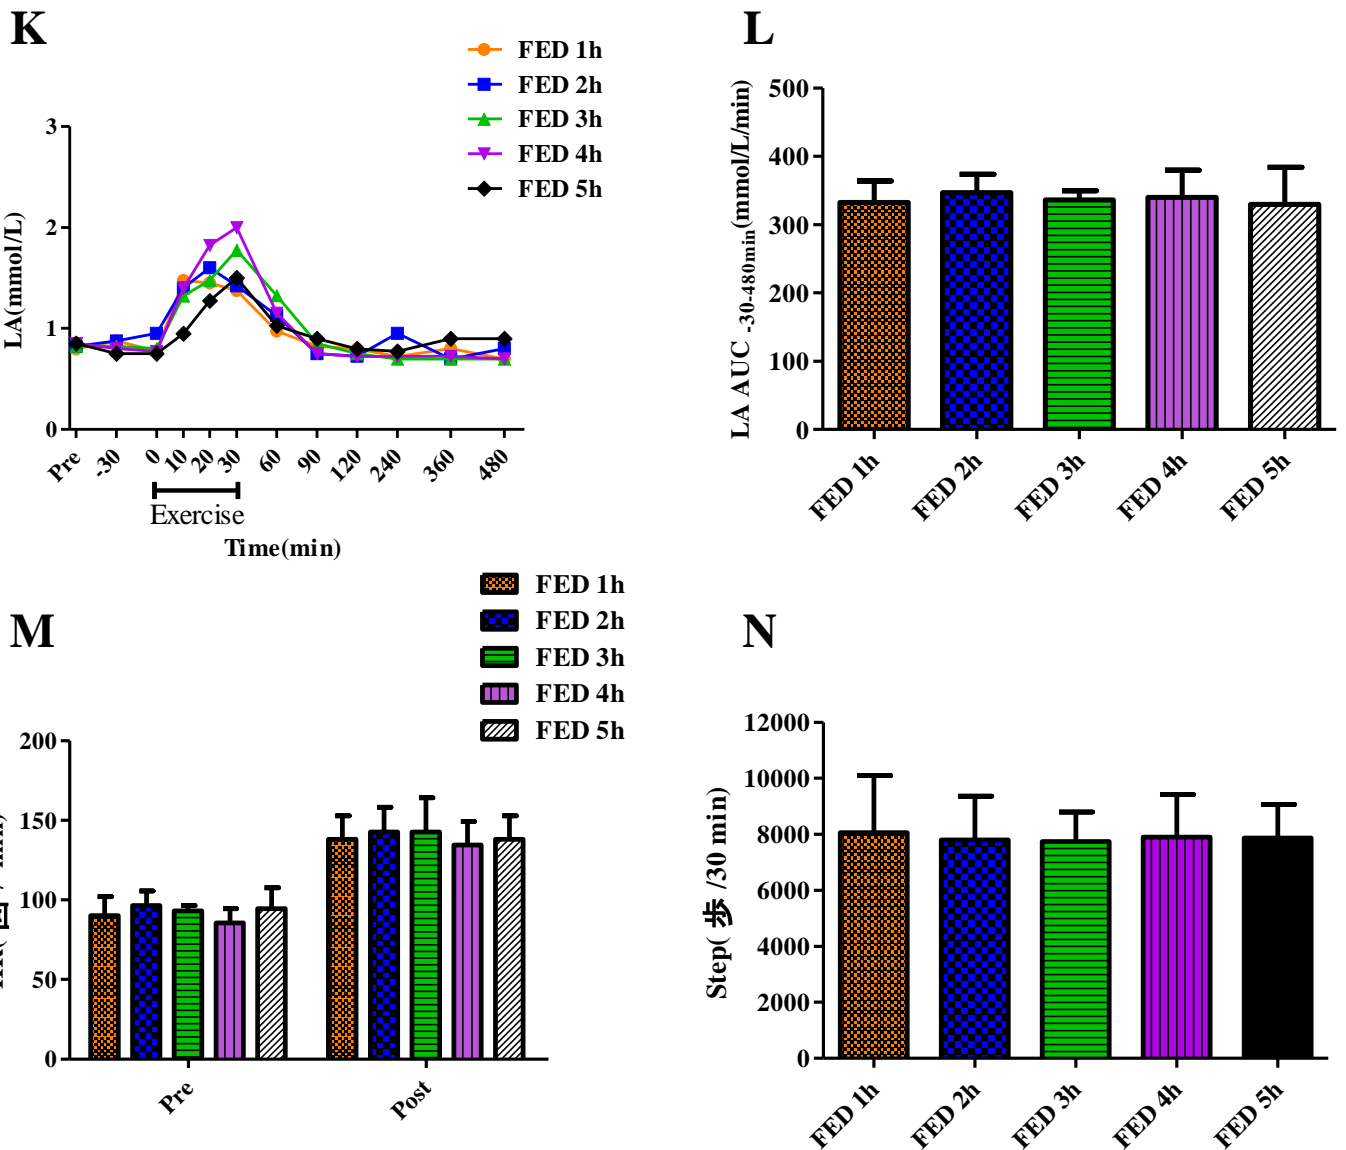 K
FED 1h
FED 2h
FED 3h
FED 4h
FED 5h
LA(mmol/L)
3
2
1
0
Pre -30 0 10 20 30 60 90 120 240 360 480
Exercise
Time(min)
L
LA AUC -30-480min(mmol/L/min)
500
400
300
200
100
0
FED 1h FED 2h FED 3h FED 4h FED 5h
M
FED 1h
FED 2h
FED 3h
FED 4h
FED 5h
200
150
100
50
0
Pre Post
N
Step( 歩 /30 min)
12000
10000
8000
6000
4000
2000
0
FED 1h FED 2h FED 3h FED 4h FED 5h